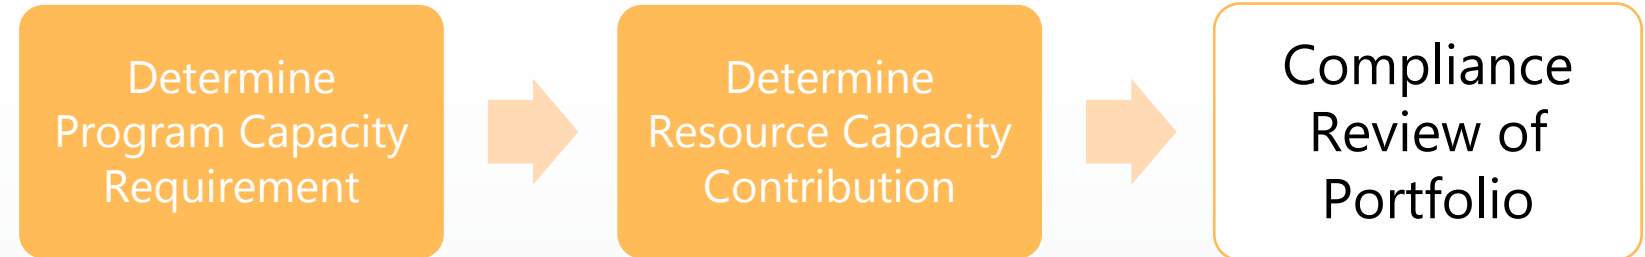 Determine
Program Capacity
Requirement
Determine
Resource Capacity
Contribution
Compliance
Review of
Portfolio